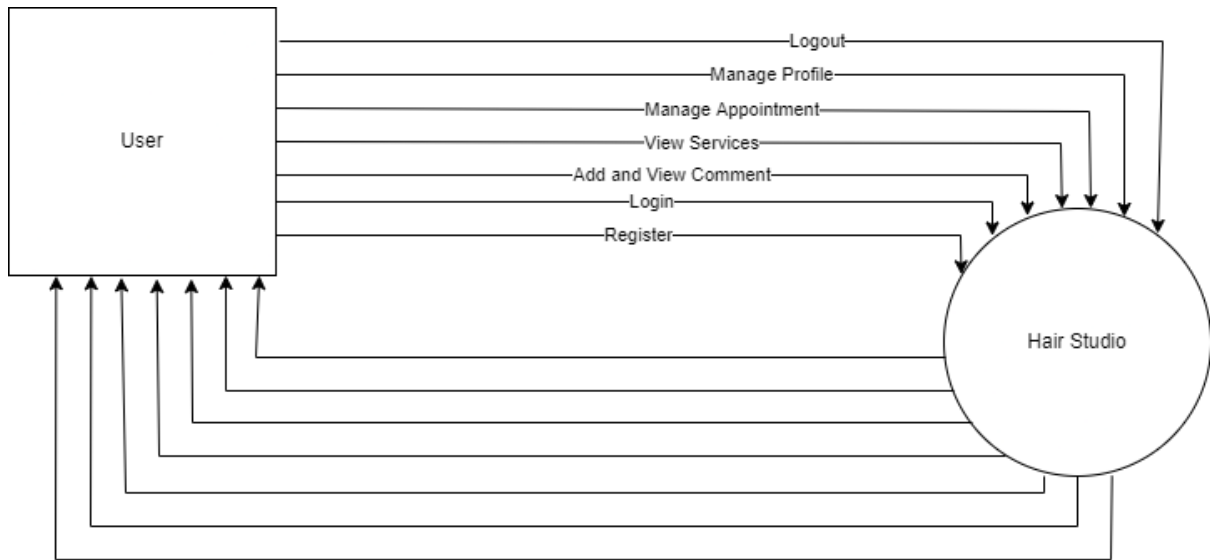 Logout
Manage Profile
Manage Appointment
User
View Services
Add and View Comment
Login
Register
Hair Studio